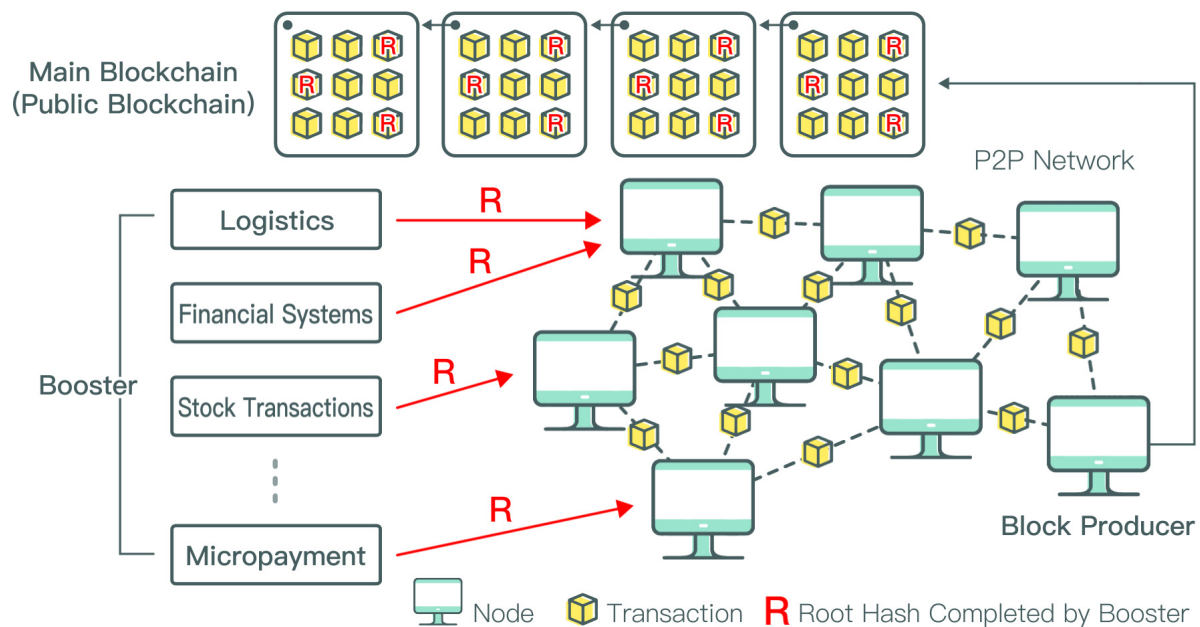 R R R R
Main Blockchain
(Public Blockchain)
R R R R
R R R R
P2P Network
Logistics
R
R
Financial Systems
Booster
R
Stock Transactions
R
Micropayment
Block Producer
Node
Transaction
R Root Hash Completed by Booster